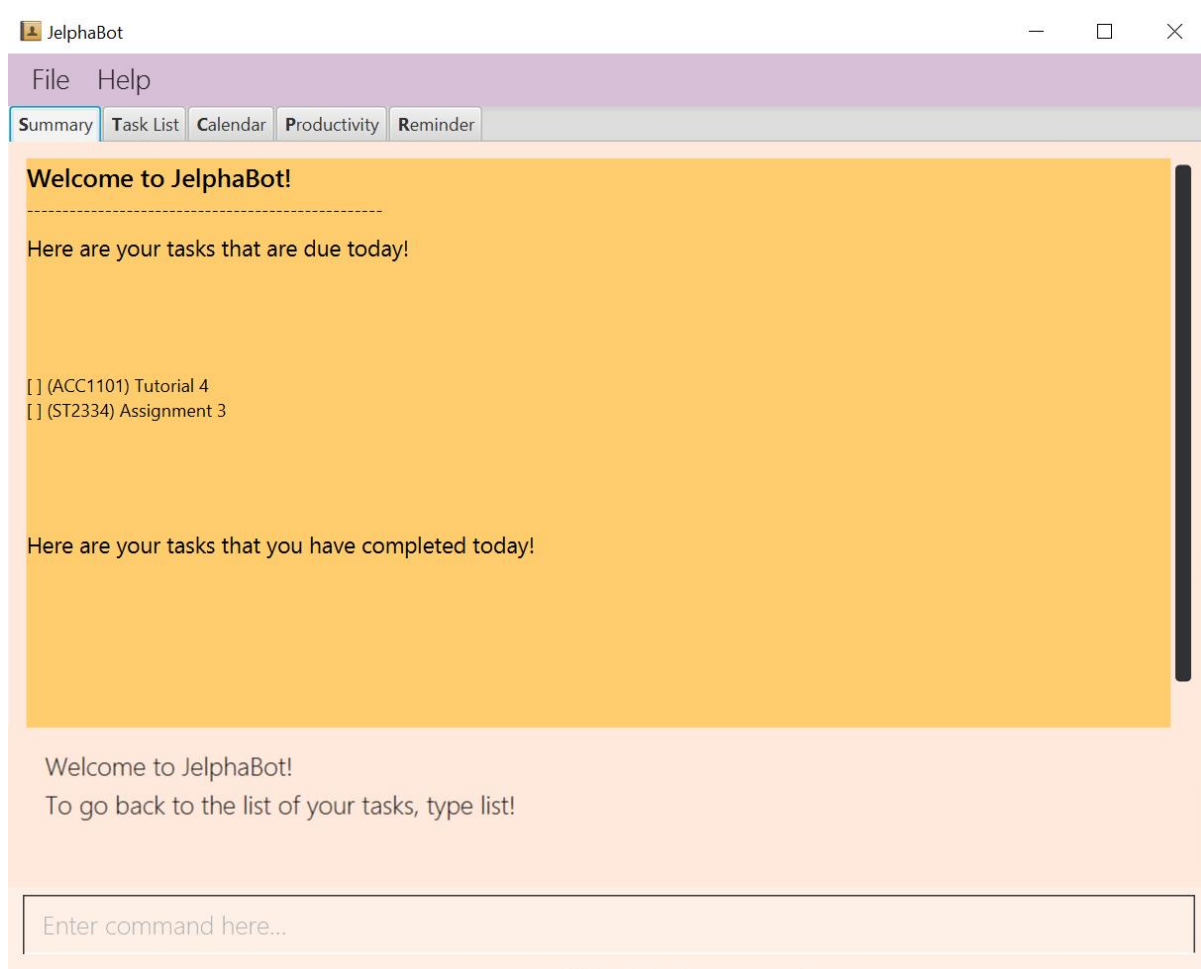 JelphaBot
File Help
Summary Task List Calendar Productivity Reminder
Welcome to JelphaBot!
--------------------------------------------------
Here are your tasks that are due today!
[ ] (ACC1101) Tutorial 4
[ ] (ST2334) Assignment 3
Here are your tasks that you have completed today!
Welcome to JelphaBot!
To go back to the list of your tasks, type list!
Enter command here...